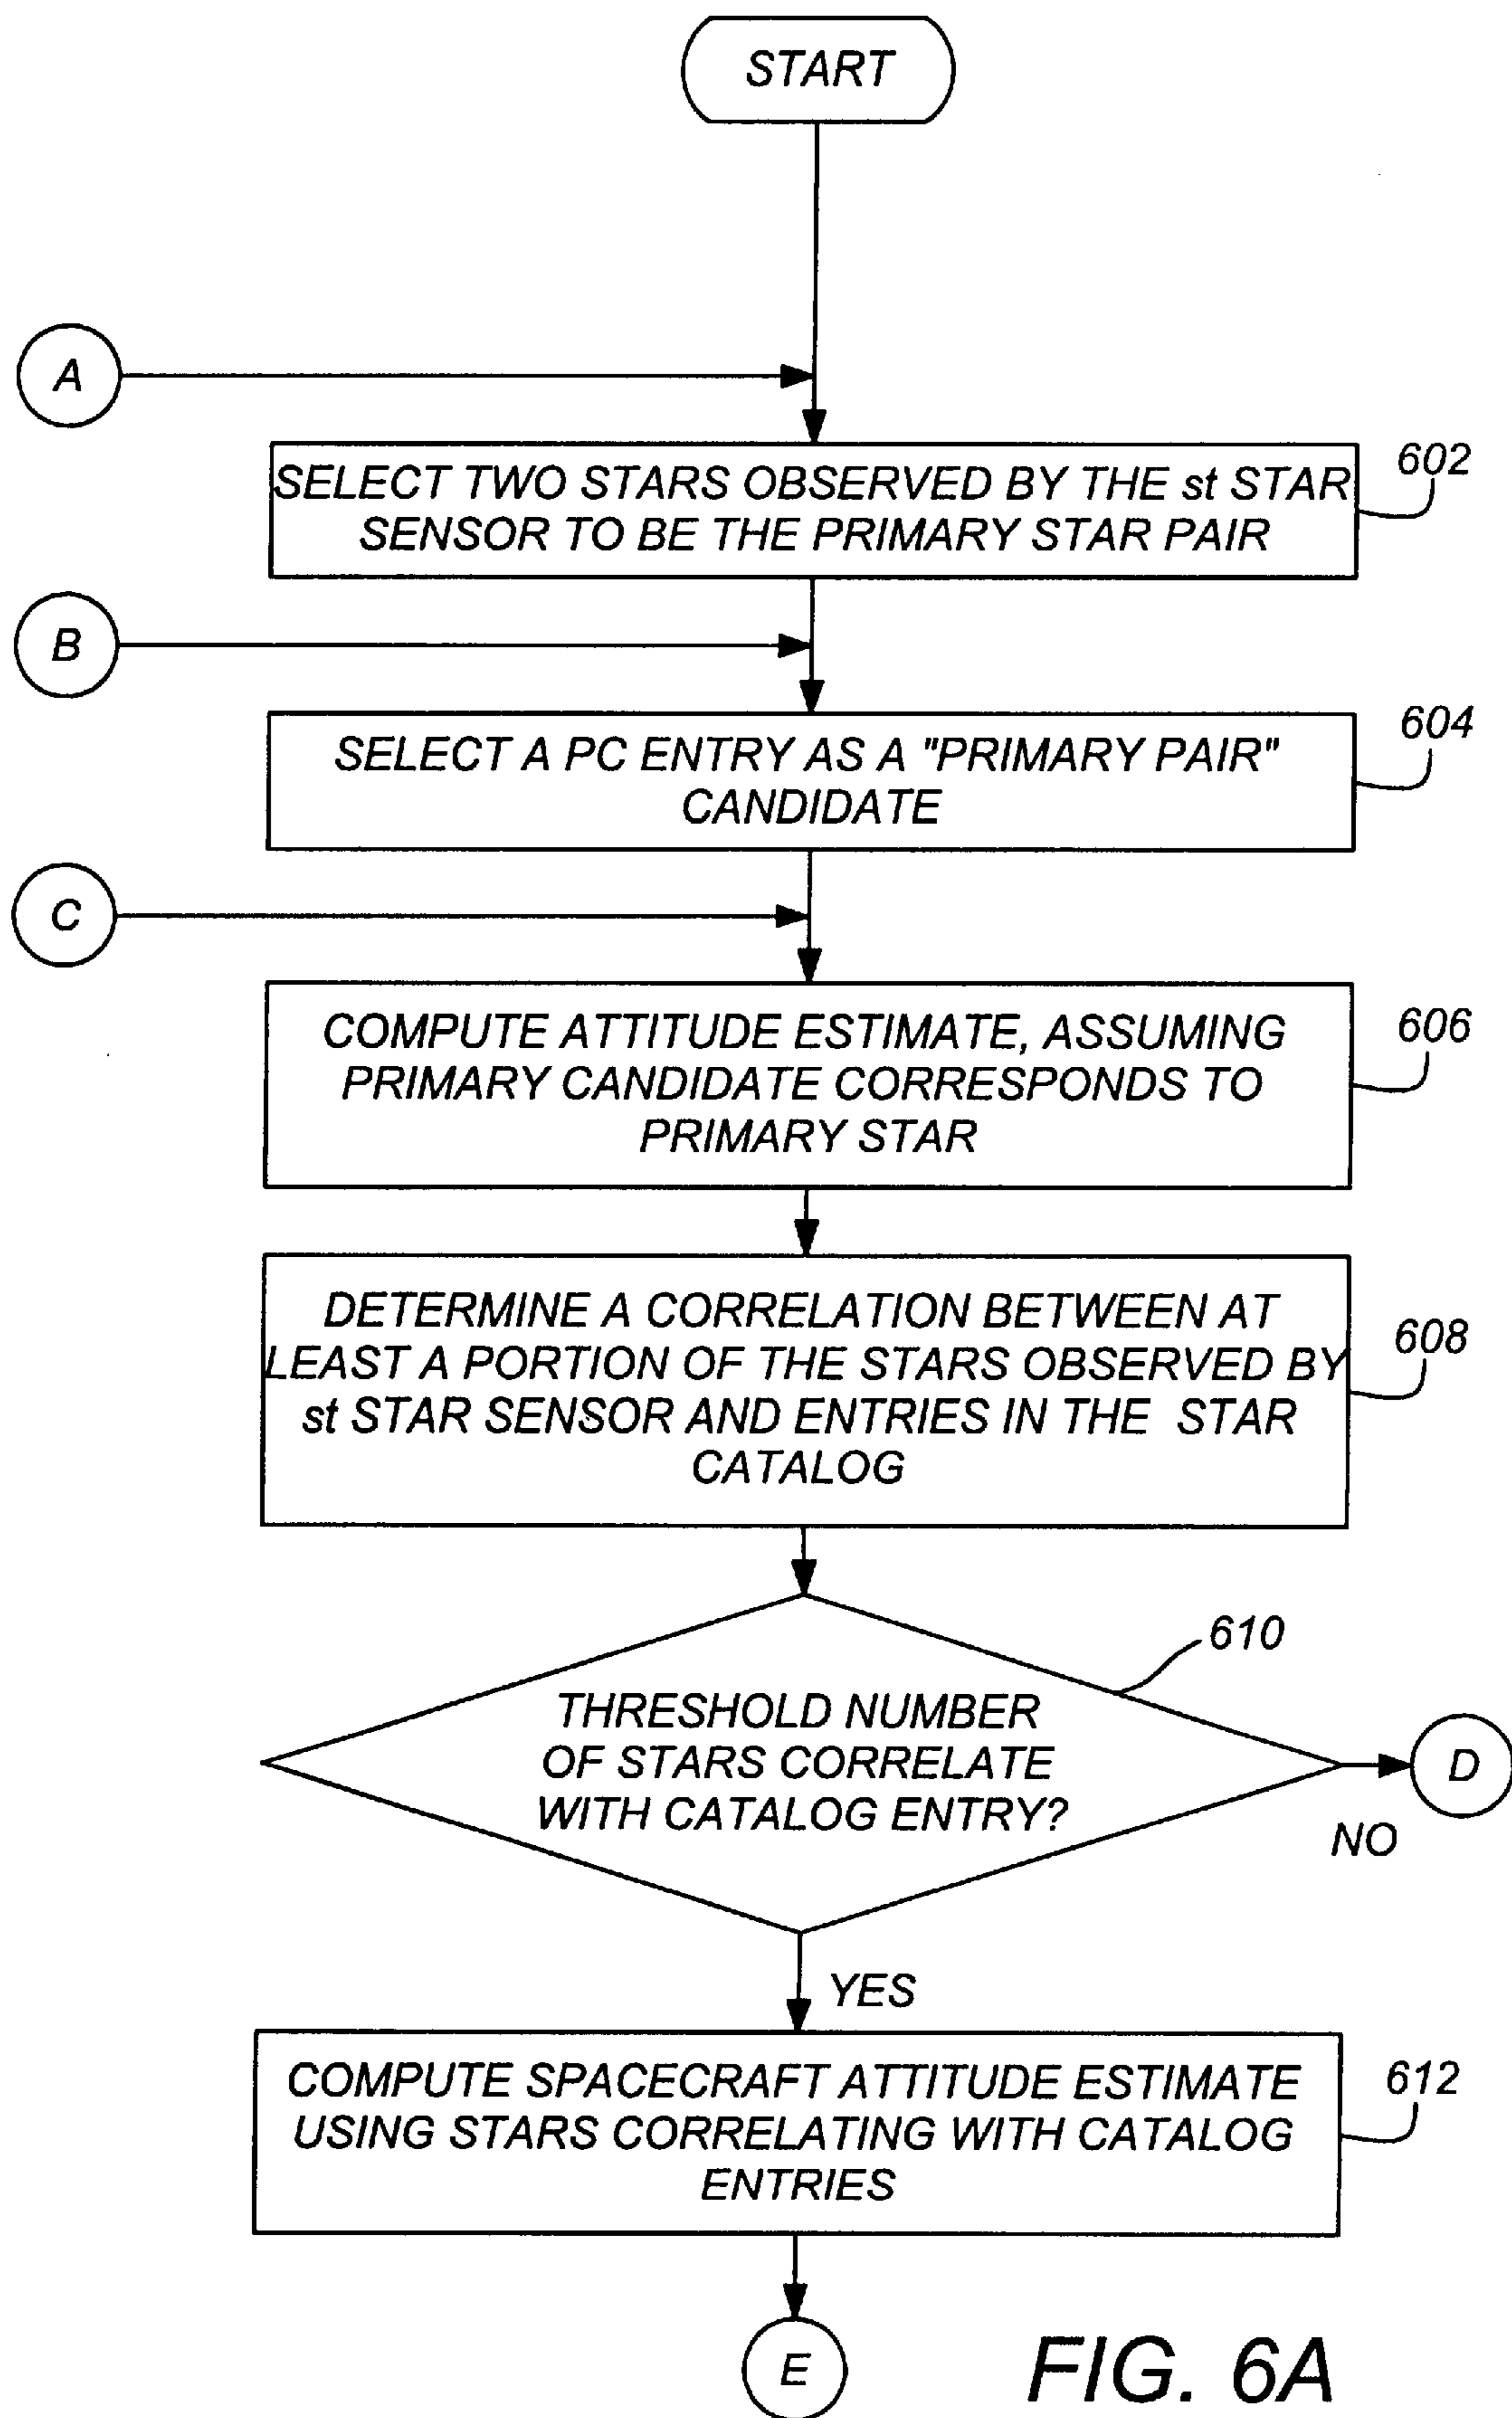 START
A
SELECT TWO STARS OBSERVED BY THE st STAR
SENSOR TO BE THE PRIMARY STAR PAIR
602
B
SELECT A PC ENTRY AS A "PRIMARY PAIR"
CANDIDATE
604
C
COMPUTE ATTITUDE ESTIMATE, ASSUMING
PRIMARY CANDIDATE CORRESPONDS TO
PRIMARY STAR
606
DETERMINE A CORRELATION BETWEEN AT
LEAST A PORTION OF THE STARS OBSERVED BY
st STAR SENSOR AND ENTRIES IN THE STAR
CATALOG
608
610
THRESHOLD NUMBER
OF STARS CORRELATE
WITH CATALOG ENTRY?
D
NO
YES
COMPUTE SPACECRAFT ATTITUDE ESTIMATE
USING STARS CORRELATING WITH CATALOG
ENTRIES
612
E
FIG. 6A